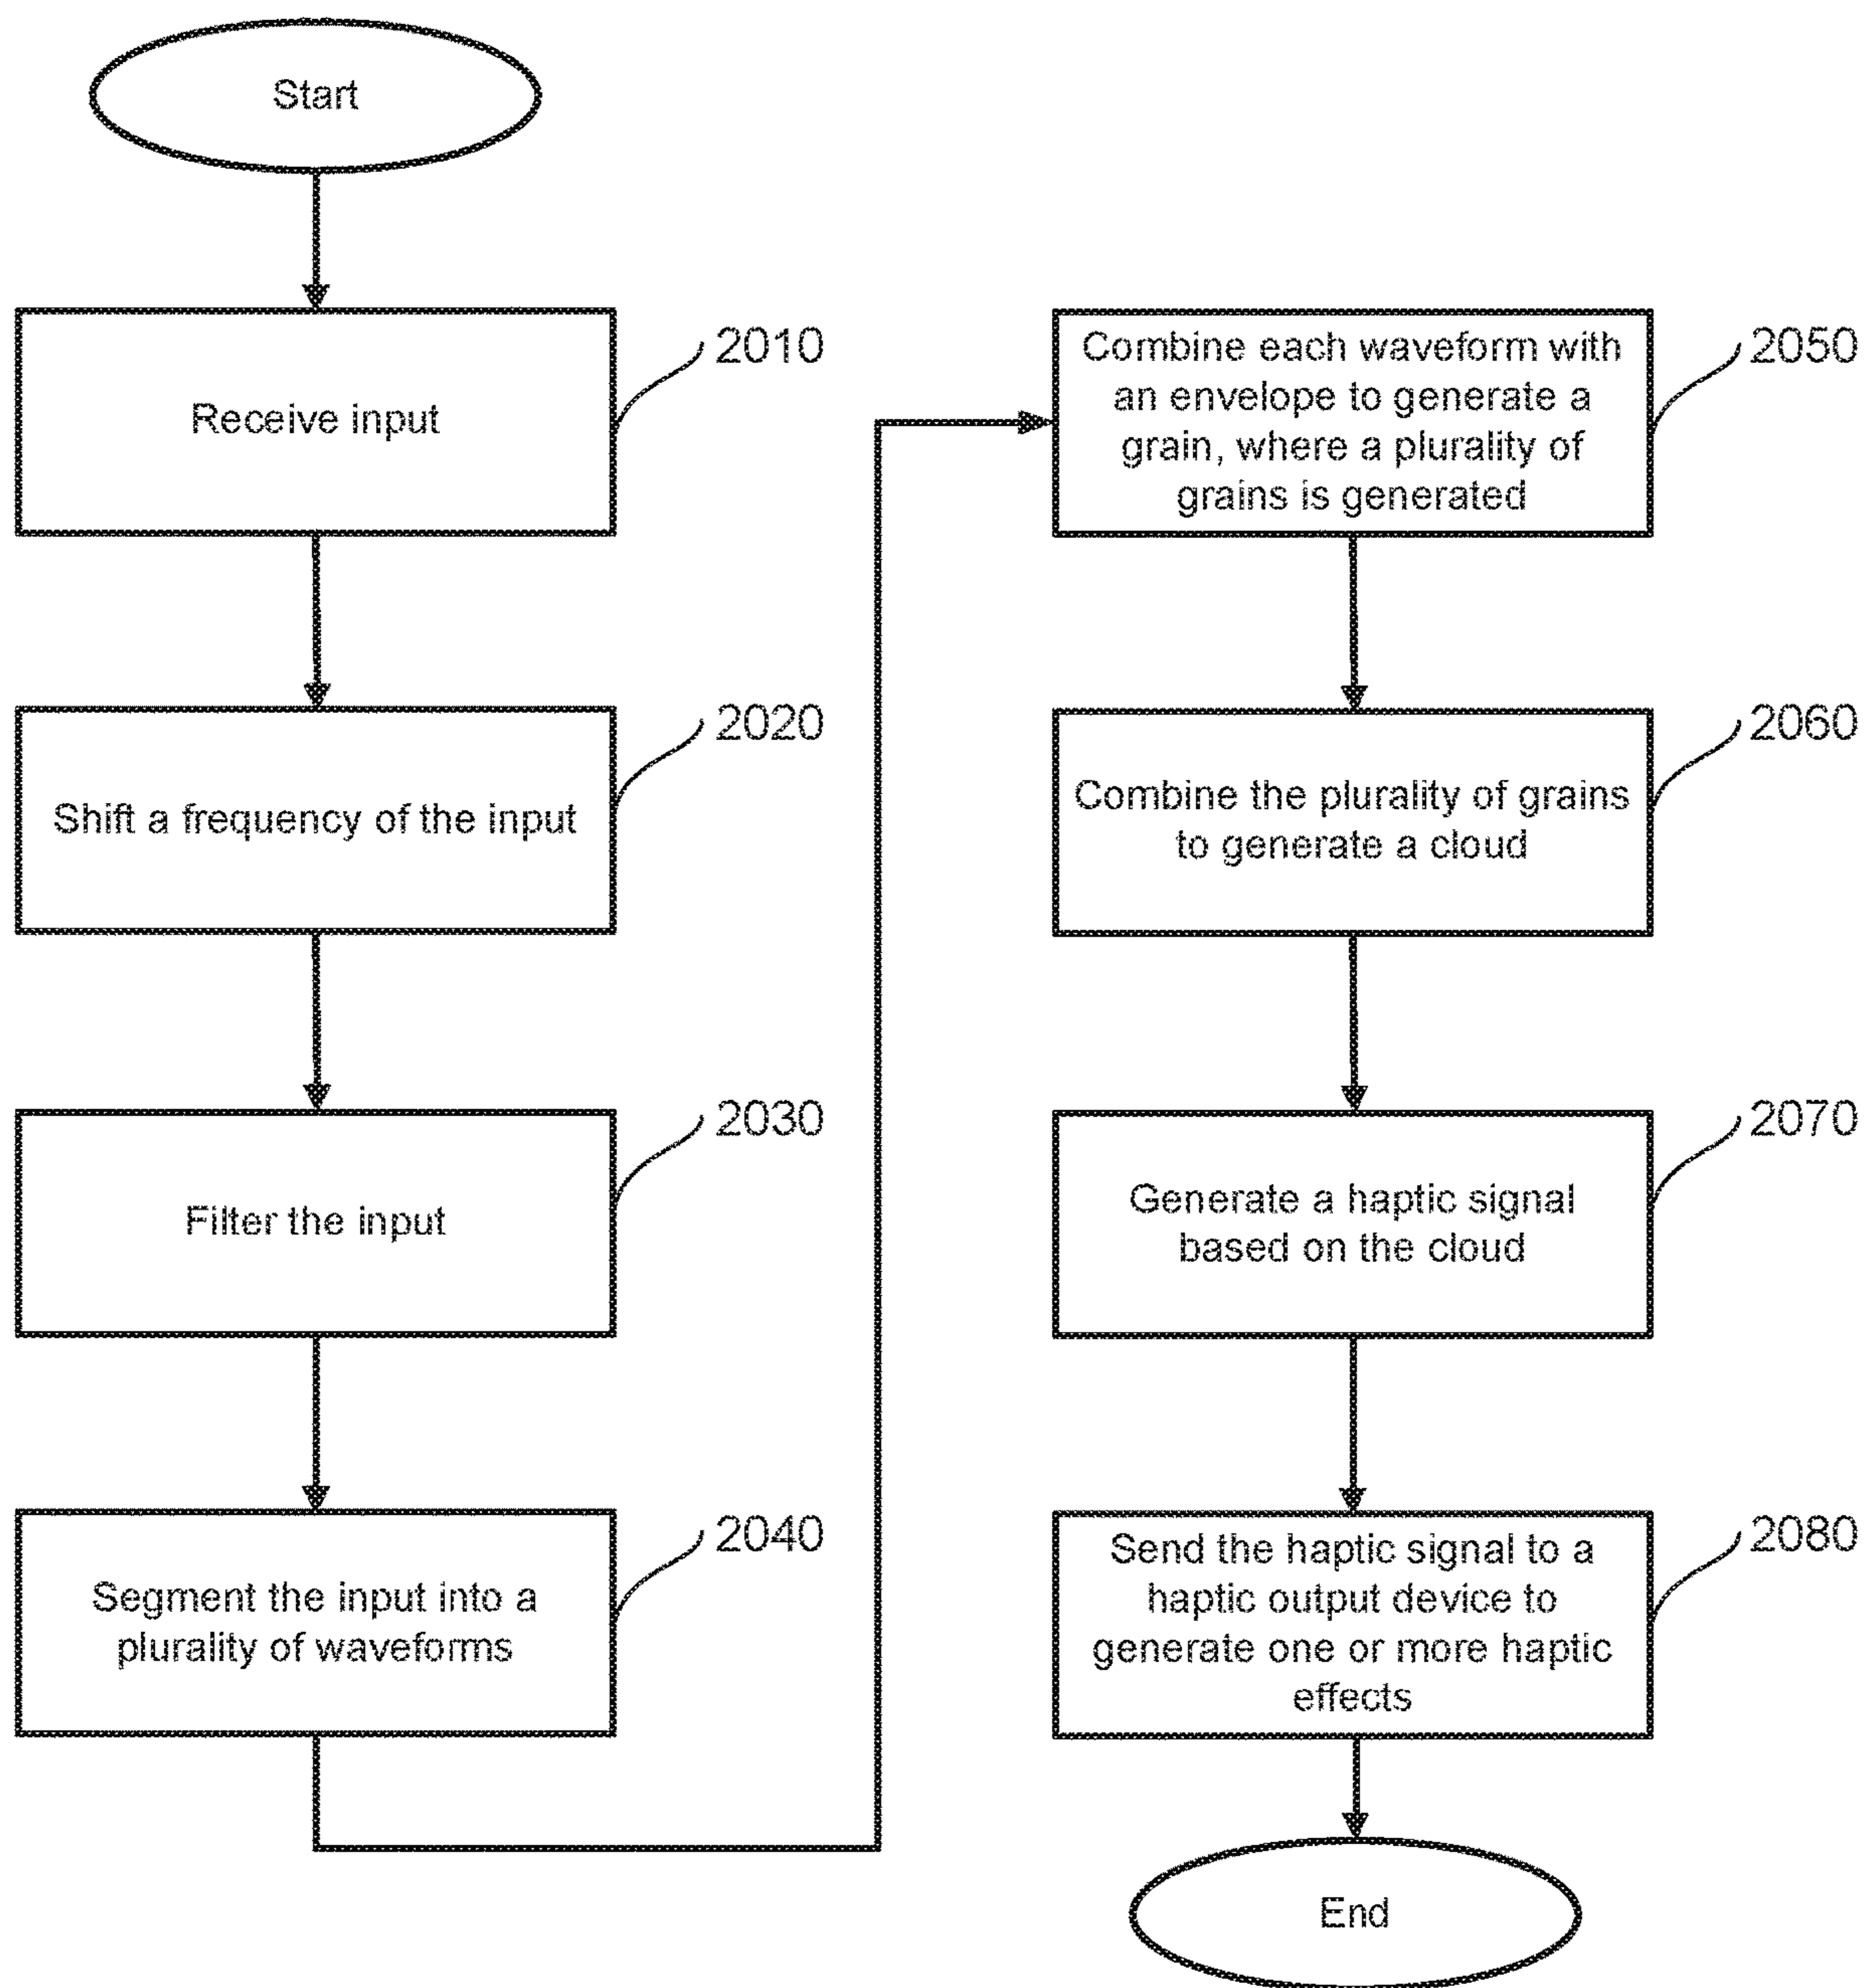 Start
Receive input
2010
Shift a frequency of the input
2020
Filter the input
2030
Segment the input into a
plurality of waveforms
2040
Combine each waveform with
an envelope to generate a
grain, where a plurality of
grains is generated
2050
Combine the plurality of grains
to generate a cloud
2060
Generate a haptic signal
based on the cloud
2070
Send the haptic signal to a
haptic output device to
generate one or more haptic
effects
2080
End